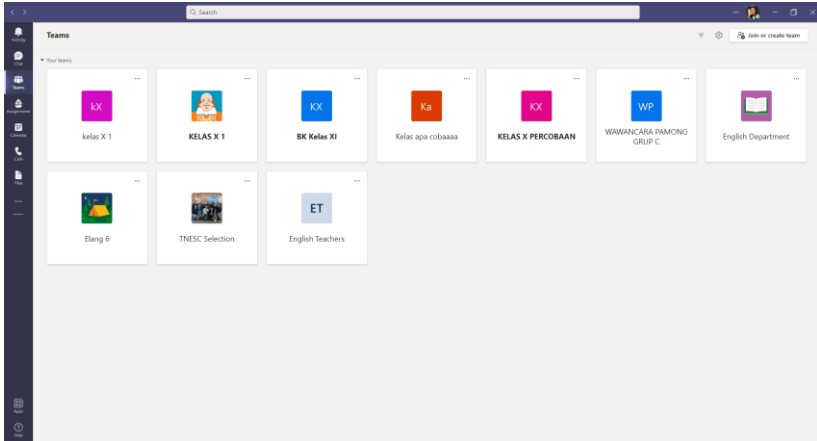 Search
Activity
Teams
Join or create team
Chat
Your teams
Teams
Assignments
Calendar
Calls
Files
kX
KX
Ka
KX
WP
kelas X 1
KELAS X 1
BK Kelas XI
Kelas apa cobaaaa
KELAS X PERCOBAAN
WAWANCARA PAMONG
GRUP C
English Department
ET
Elang 6
TNESC Selection
English Teachers
Apps
Help